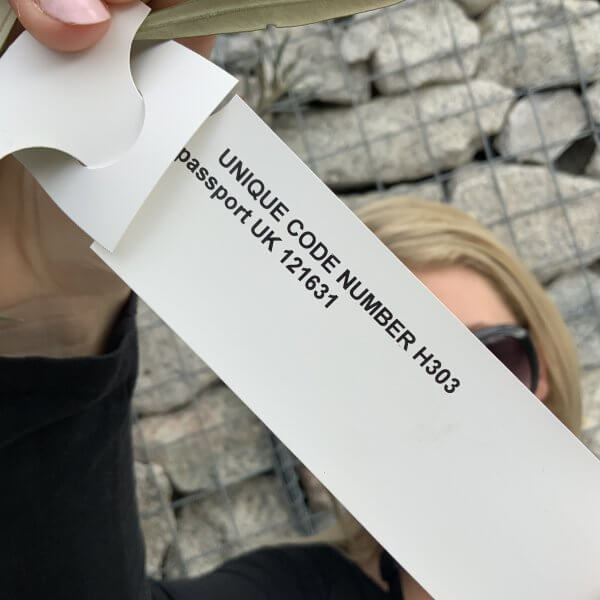 UNIQUE CODE NUMBER H303
passport UK 121631